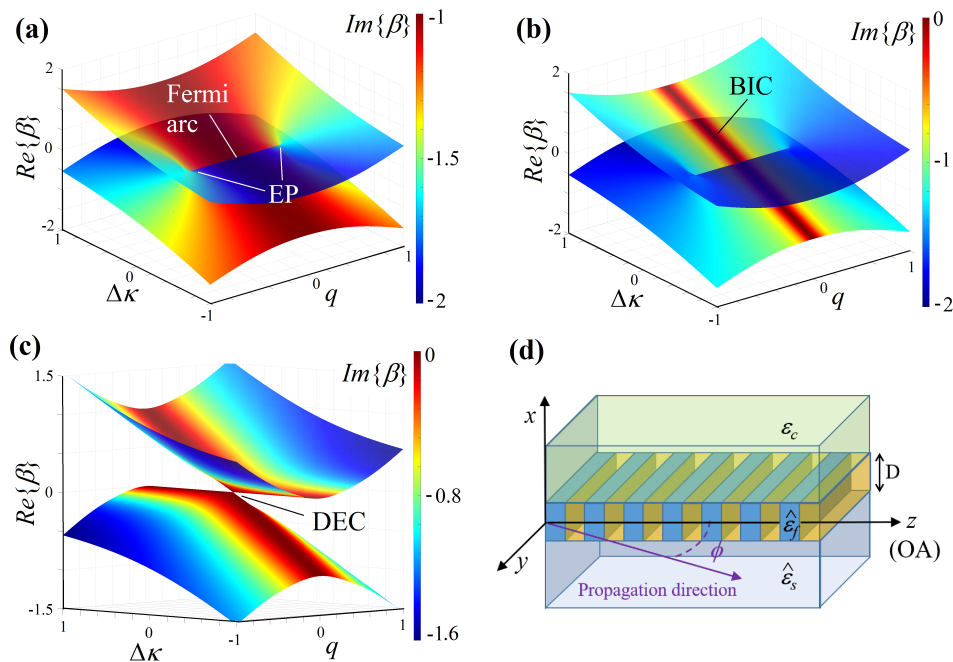 (a)
Im{β}
-1
-1.5
-2
2
0
-2
Re{β}
Fermi
arc
EP
1
0
-1
Δκ
0
1
q
(b)
Im{β}
0
-1
-2
2
0
-2
Re{β}
BIC
1
0
-1
Δκ
0
1
q
(c)
Im{β}
0
-0.8
-1.6
1.5
0
-1.5
Re{β}
DEC
1
0
-1
0
1
Δκ
q
(d)
x
ε_c
D
ε̂_f
z
(OA)
y
ϕ
ε̂_s
Propagation direction